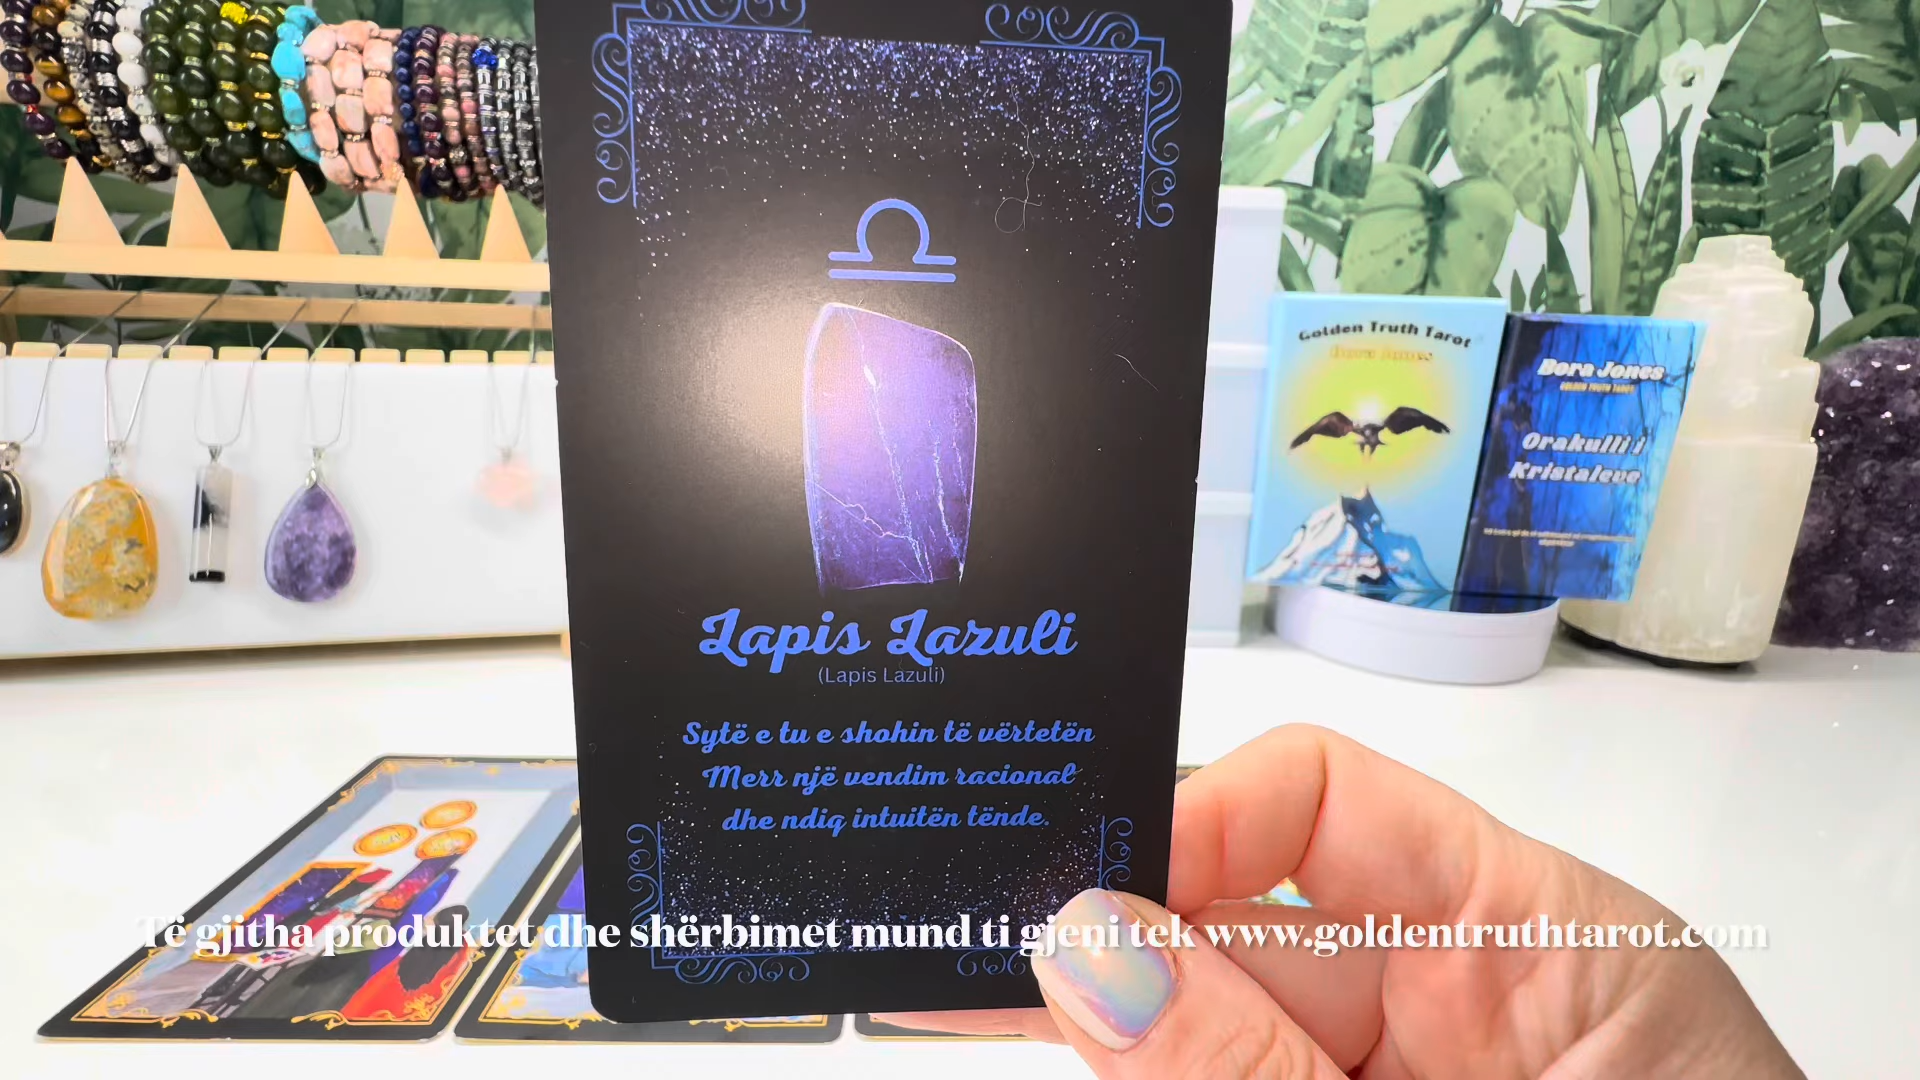 Lapis Lazuli
(Lapis Lazuli)
Sytë e tu e shohin të vërtetën
Merr një vendim racional
dhe ndiq intuitën tënde.
Golden Truth Tarot
Bora Jones
Bora Jones
GOLDEN TRUTH TAROT
Orakulli i
Kristaleve
Të gjitha produktet dhe shërbimet mund ti gjeni tek www.goldentruthtarot.com